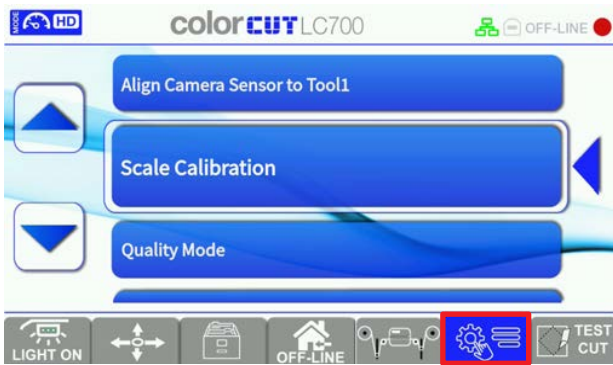 MODE HD
colorcut LC700
OFF-LINE
Align Camera Sensor to Tool1
Scale Calibration
Quality Mode
LIGHT ON
OFF-LINE
TEST
CUT